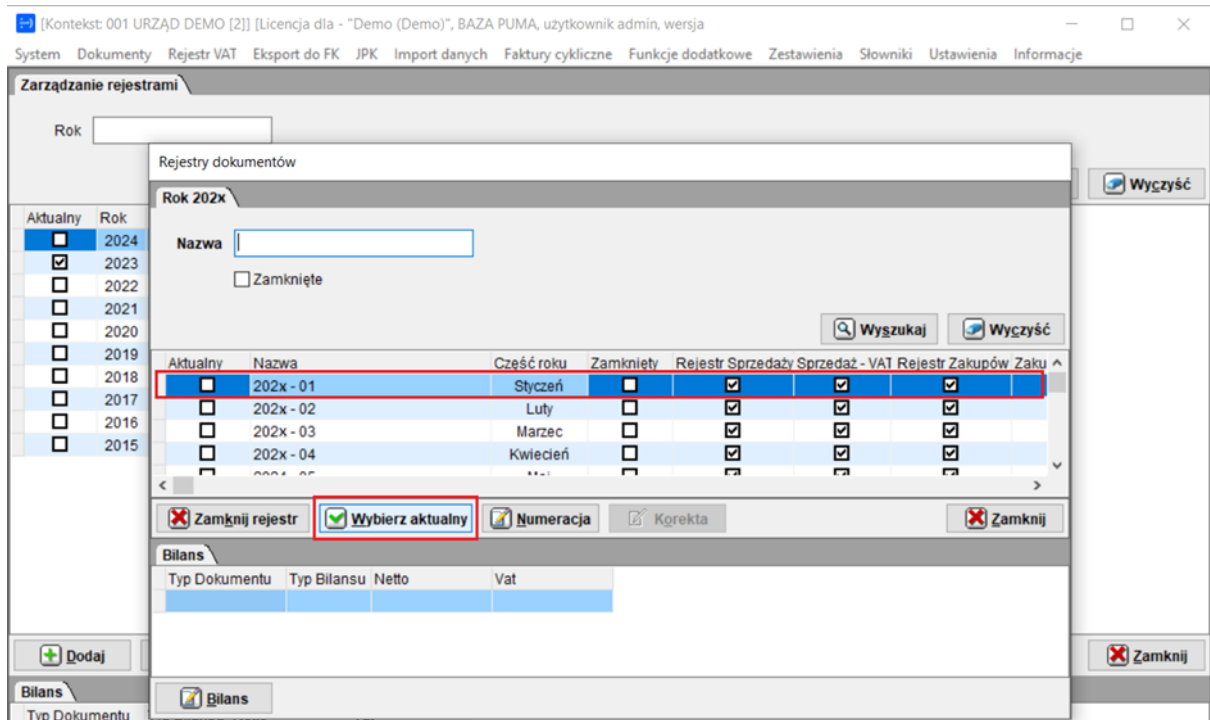 [Kontekst: 001 URZĄD DEMO [2]] [Licencja dla - "Demo (Demo)", BAZA PUMA, użytkownik admin, wersja
System Dokumenty Rejestr VAT Eksport do FK JPK Import danych Faktury cykliczne Funkcje dodatkowe Zestawienia Słowniki Ustawienia Informacje
Zarządzanie rejestrami
Rok
Wyczyść
Aktualny Rok
2024
2023
2022
2021
2020
2019
2018
2017
2016
2015
Dodaj
Zamknij
Bilans
Typ Dokumentu
Rejestry dokumentów
Rok 202x
Nazwa
Zamknięte
Wyszukaj Wyczyść
Aktualny Nazwa Część roku Zamknięty Rejestr Sprzedaży Sprzedaż - VAT Rejestr Zakupów Zaku
202x - 01 Styczeń
202x - 02 Luty
202x - 03 Marzec
202x - 04 Kwiecień
Zamknij rejestr Wybierz aktualny Numeracja Korekta Zamknij
Bilans
Typ Dokumentu Typ Bilansu Netto Vat
Bilans